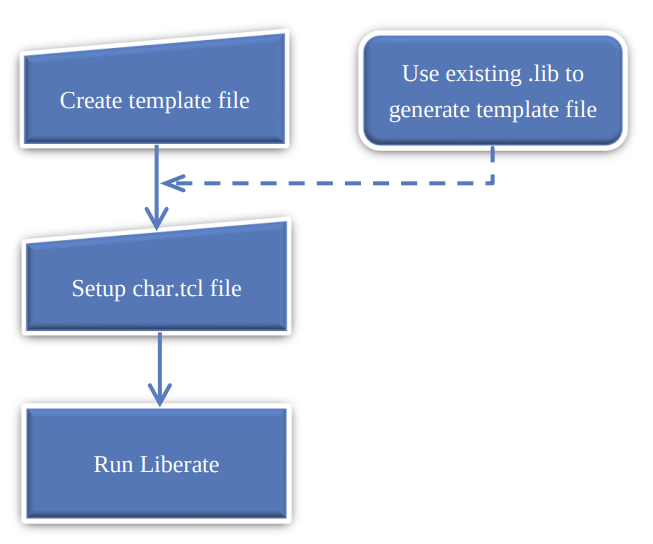 Create template file
Use existing .lib to
generate template file
Setup char.tcl file
Run Liberate